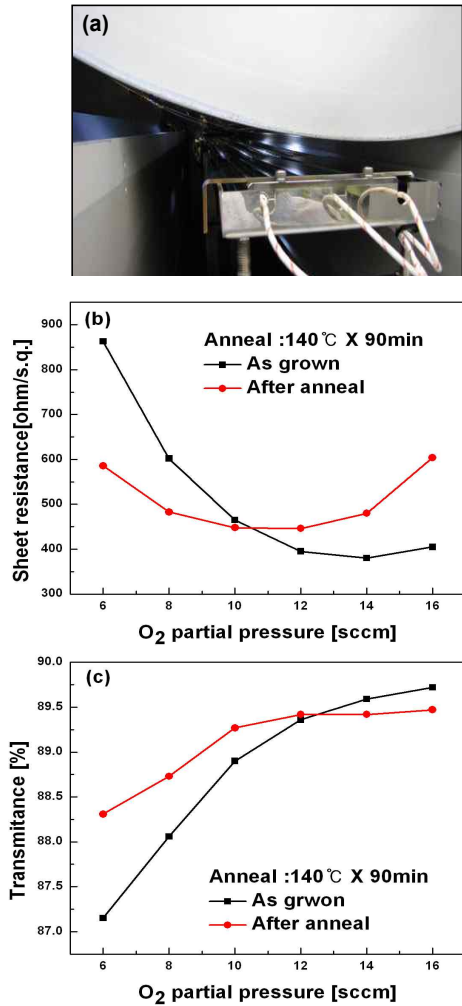 (a)
(b)
Anneal :140℃ X 90min
As grown
After anneal
Sheet resistance[ohm/s.q.]
900
800
700
600
500
400
300
6 8 10 12 14 16
O2 partial pressure [sccm]
(c)
Transmitance [%]
90.0
89.5
89.0
88.5
88.0
87.5
87.0
Anneal :140℃ X 90min
As grwon
After anneal
6 8 10 12 14 16
O2 partial pressure [sccm]